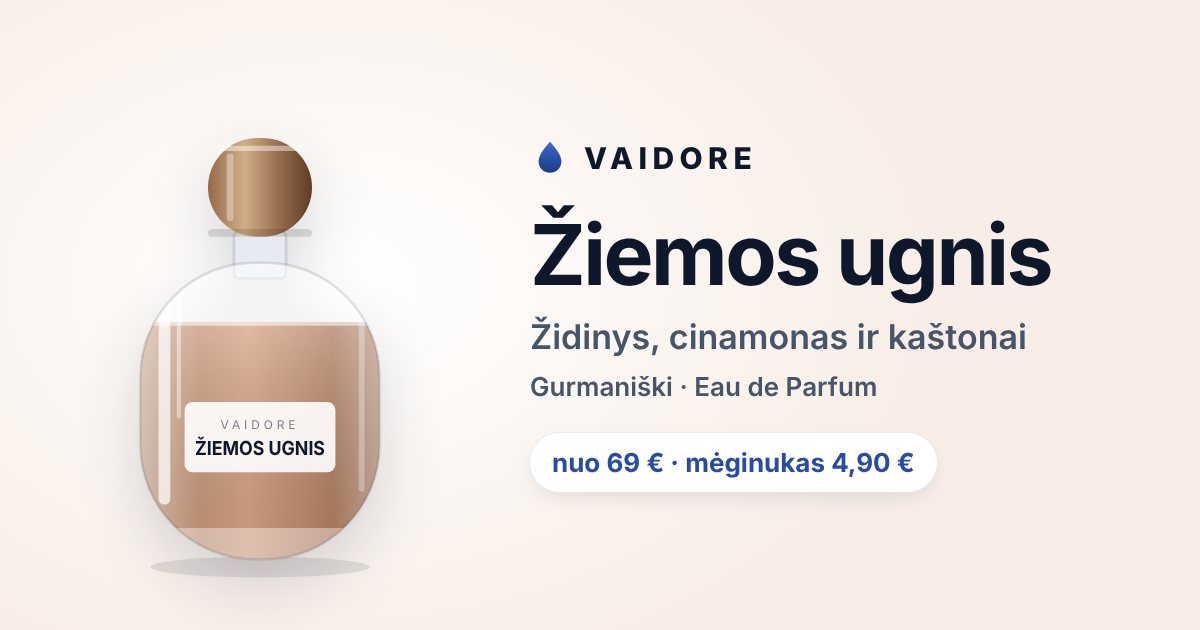 VAIDORE
Žiemos ugnis
Židinys, cinamonas ir kaštonai
Gurmaniški · Eau de Parfum
nuo 69 € · mėginukas 4,90 €
VAIDORE
ŽIEMOS UGNIS